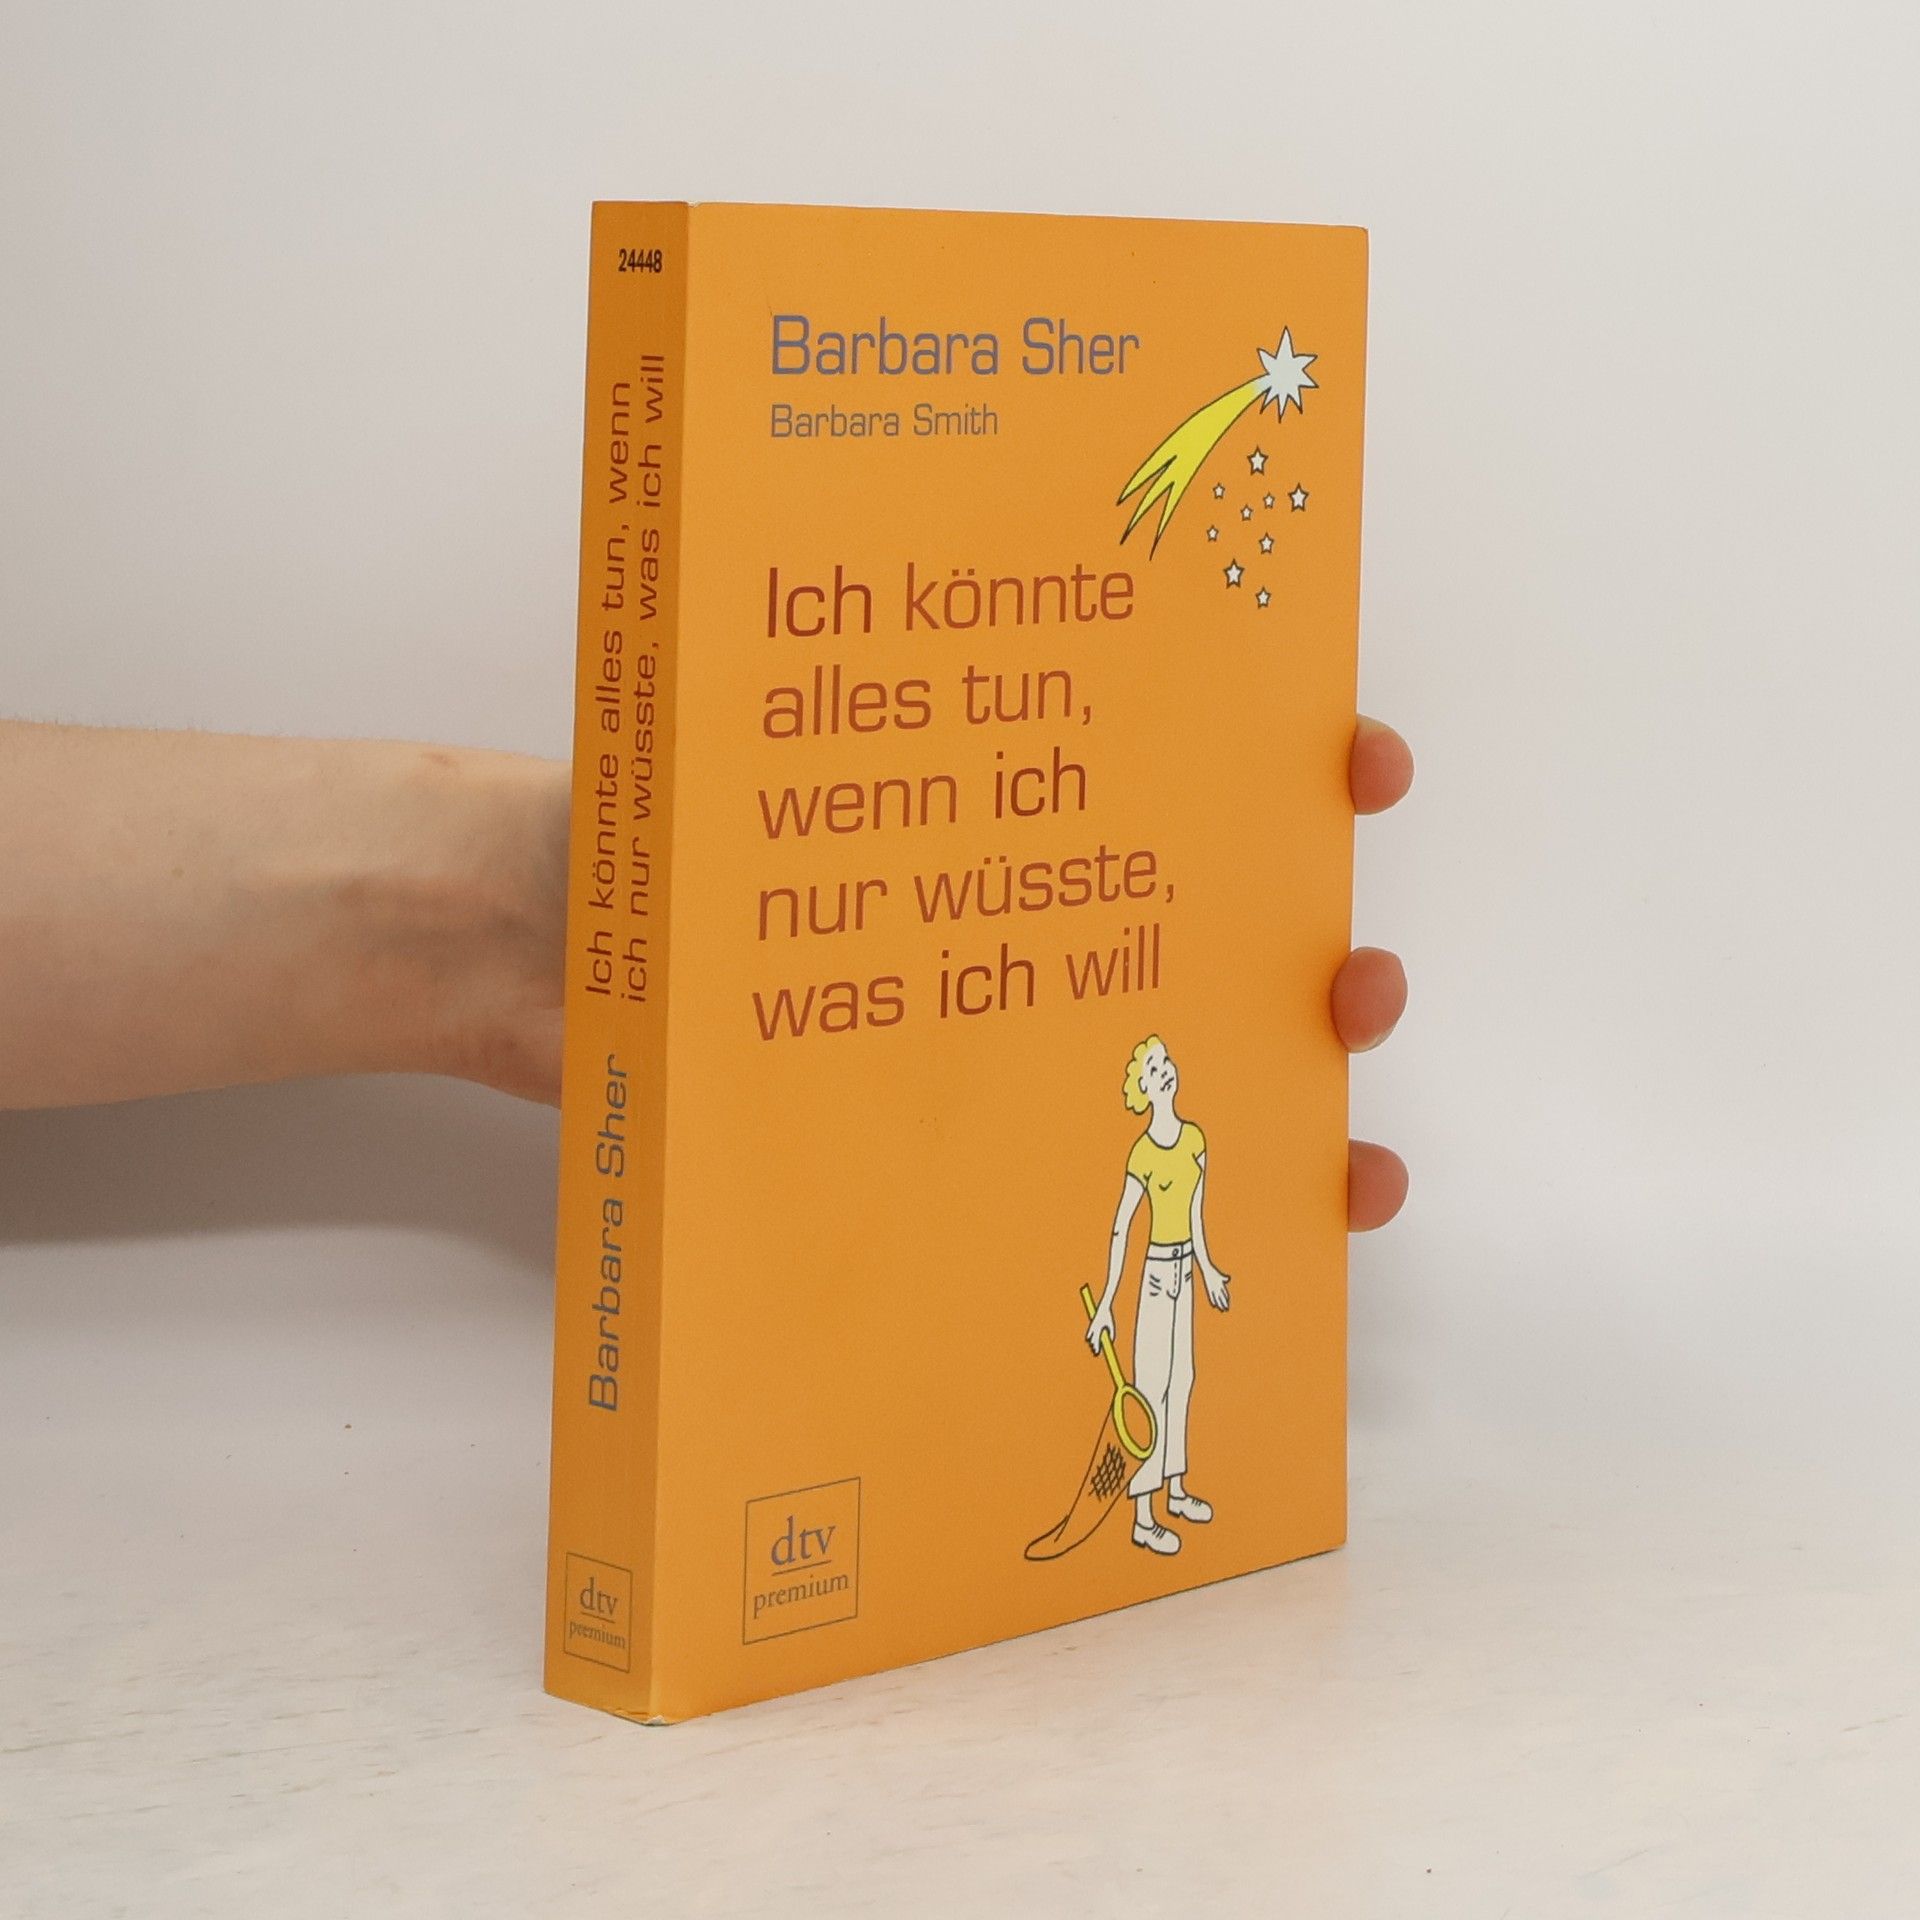 24448
Ich könnte alles tun, wenn
ich nur wüsste, was ich will
Barbara Sher
dtv
premium
Barbara Sher
Barbara Smith
Ich könnte
alles tun,
wenn ich
nur wüsste,
was ich will
dtv
premium